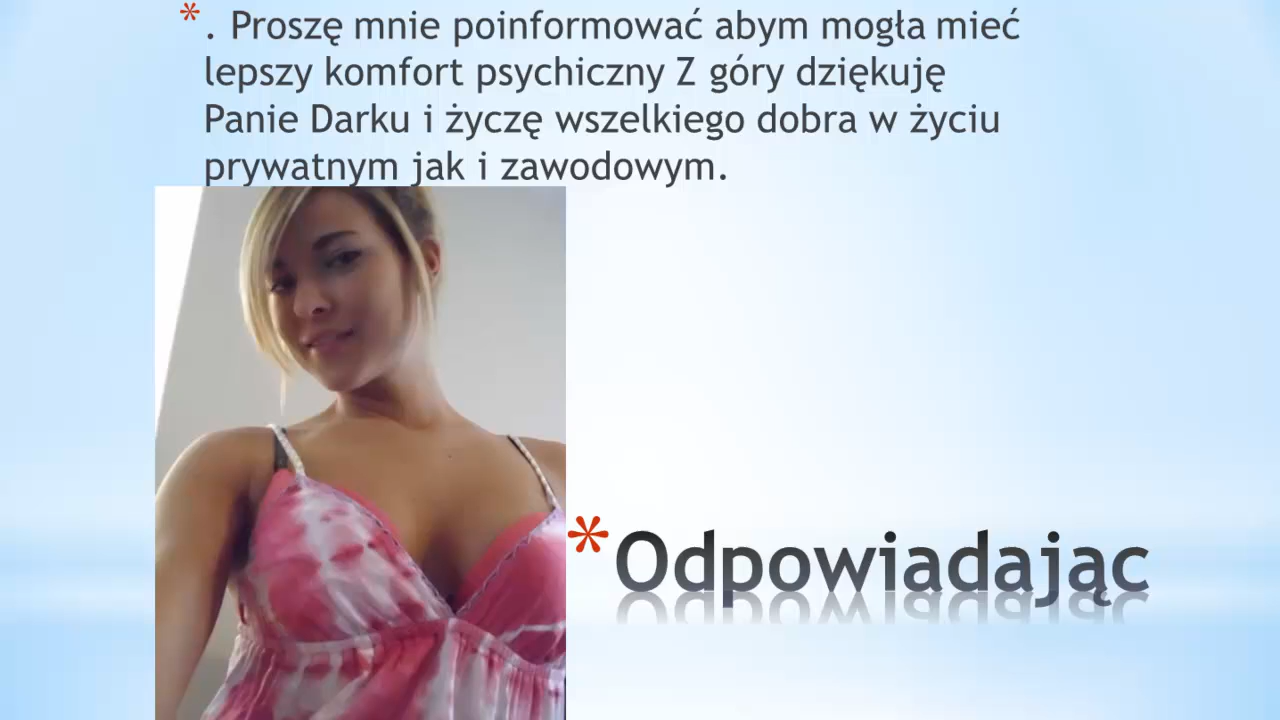 * . Proszę mnie poinformować abym mogła mieć
lepszy komfort psychiczny Z góry dziękuję
Panie Darku i życzę wszelkiego dobra w życiu
prywatnym jak i zawodowym.
*Odpowiadając